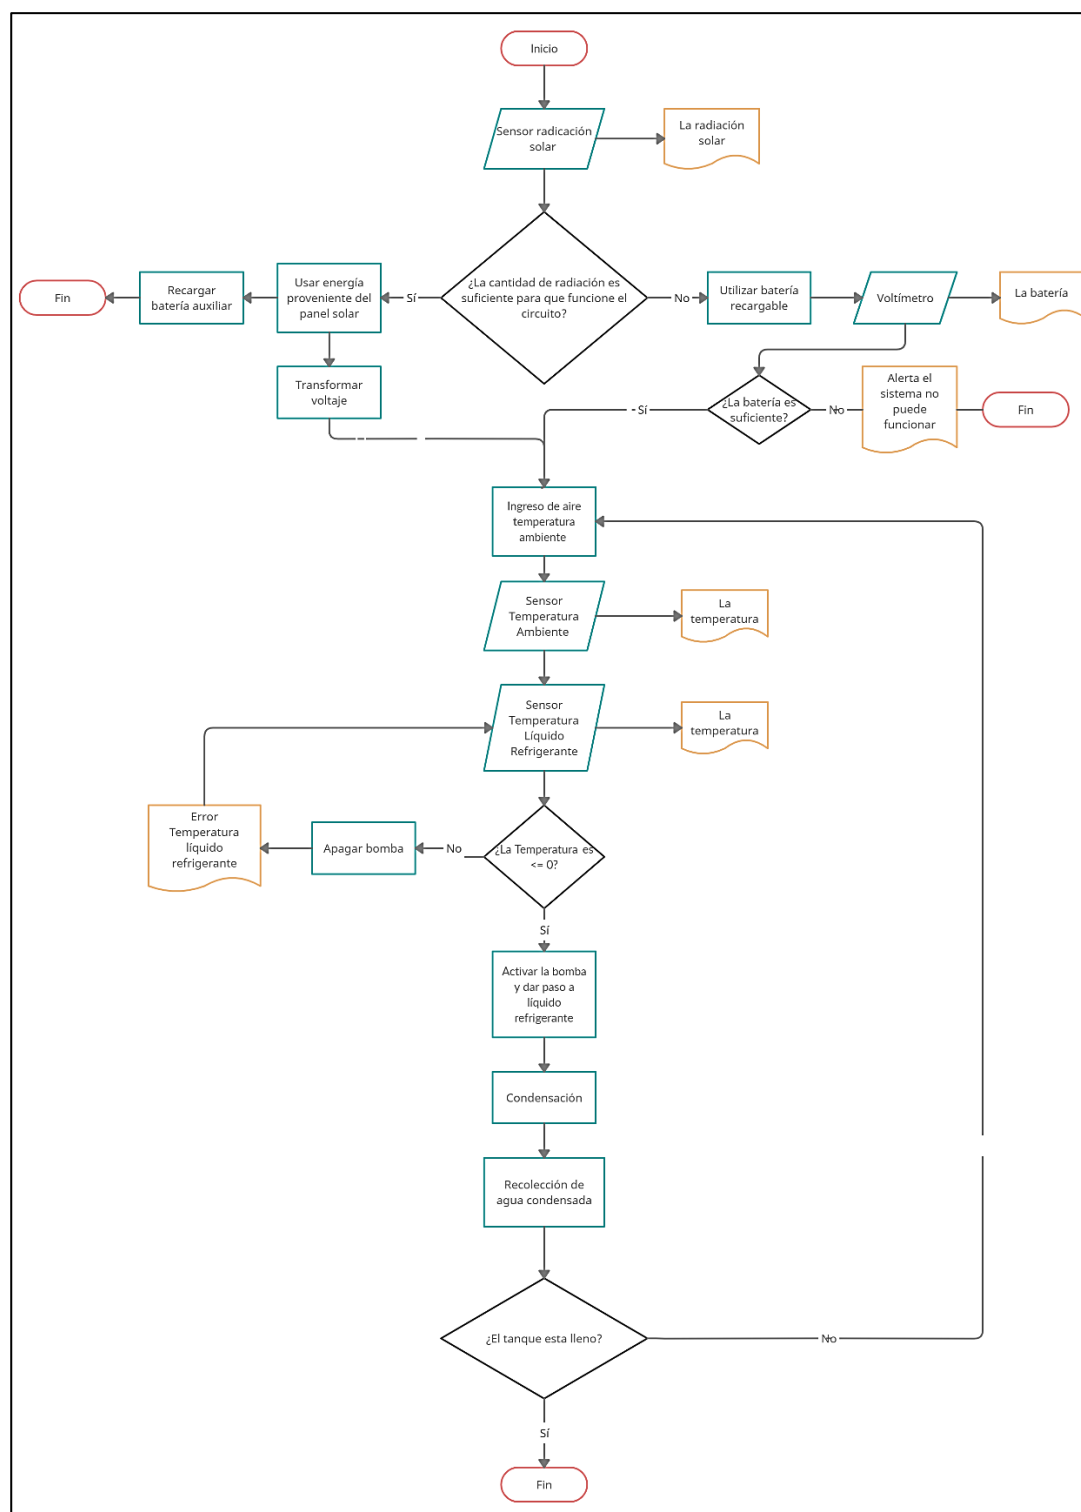 Inicio
Sensor radicación
solar
La radiación
solar
¿La cantidad de radiación es
suficiente para que funcione el
circuito?
Sí
Usar energía
proveniente del
panel solar
Recargar
batería auxiliar
Fin
No
Utilizar batería
recargable
Voltímetro
La batería
Transformar
voltaje
¿La batería es
suficiente?
Sí
No
Alerta el
sistema no
puede
funcionar
Fin
Ingreso de aire
temperatura
ambiente
Sensor
Temperatura
Ambiente
La
temperatura
Sensor
Temperatura
Líquido
Refrigerante
La
temperatura
¿La Temperatura es
<= 0?
No
Apagar bomba
Error
Temperatura
líquido
refrigerante
Sí
Activar la bomba
y dar paso a
líquido
refrigerante
Condensación
Recolección de
agua condensada
¿El tanque esta lleno?
No
Sí
Fin